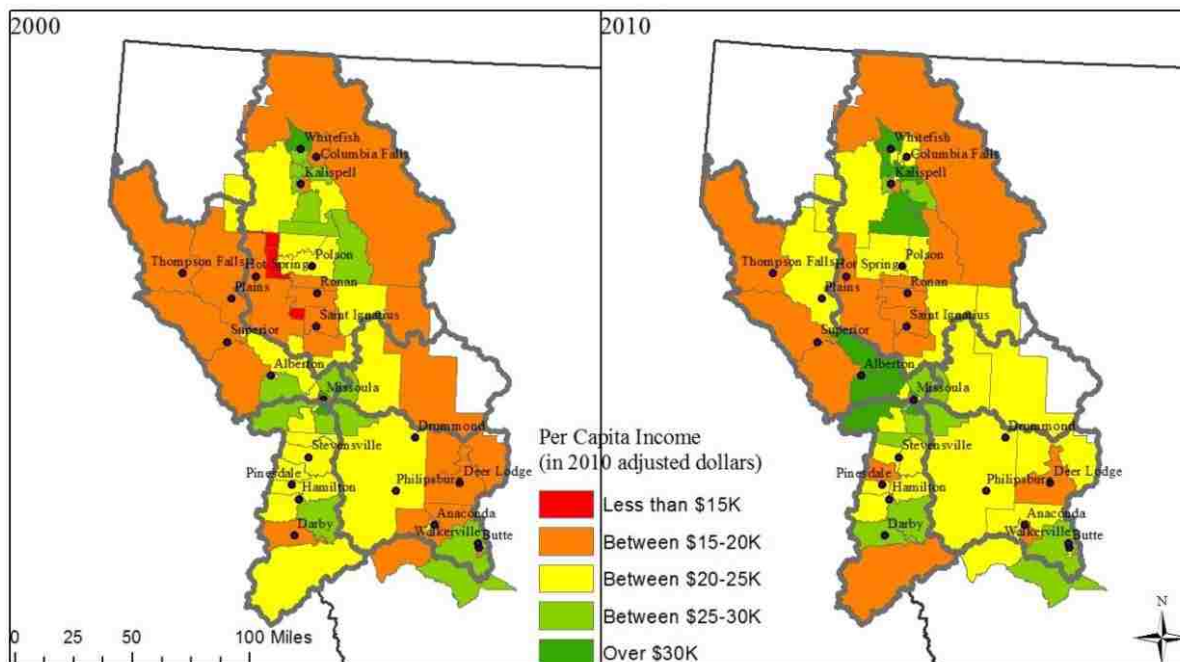 2000
Whitefish
Columbia Falls
Kalispell
Thompson Falls
Hot Springs
Polson
Plains
Ronan
Saint Ignatius
Superior
Alberton
Missoula
Drummond
Stevensville
Pinesdale
Hamilton
Philipsburg
Deer Lodge
Darby
Anaconda
Walkerville
Butte
0 25 50 100 Miles
2010
Whitefish
Columbia Falls
Kalispell
Thompson Falls
Hot Springs
Polson
Plains
Ronan
Saint Ignatius
Superior
Alberton
Missoula
Drummond
Stevensville
Pinesdale
Hamilton
Philipsburg
Deer Lodge
Darby
Anaconda
Walkerville
Butte
N
Per Capita Income
(in 2010 adjusted dollars)
Less than $15K
Between $15-20K
Between $20-25K
Between $25-30K
Over $30K